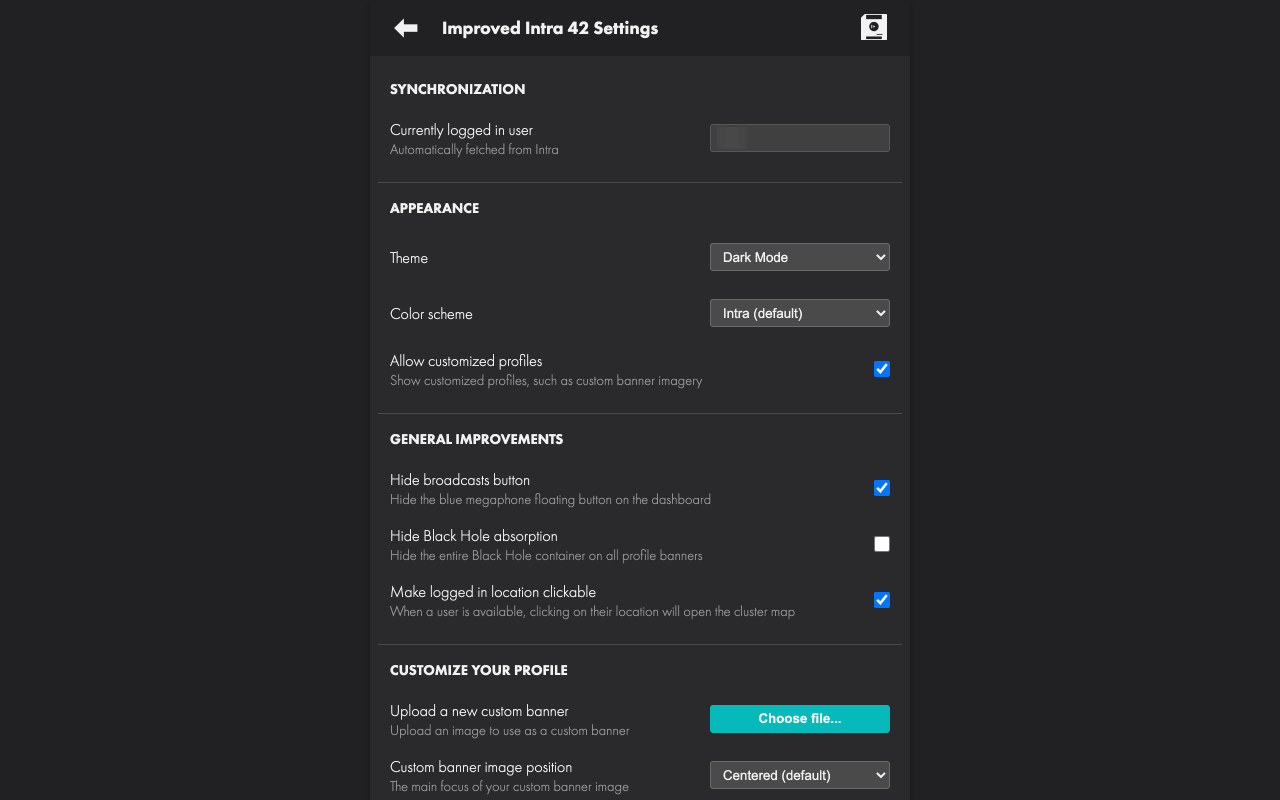 Improved Intra 42 Settings
SYNCHRONIZATION
Currently logged in user
Automatically fetched from Intra
APPEARANCE
Theme
Dark Mode
Color scheme
Intra (default)
Allow customized profiles
Show customized profiles, such as custom banner imagery
GENERAL IMPROVEMENTS
Hide broadcasts button
Hide the blue megaphone floating button on the dashboard
Hide Black Hole absorption
Hide the entire Black Hole container on all profile banners
Make logged in location clickable
When a user is available, clicking on their location will open the cluster map
CUSTOMIZE YOUR PROFILE
Upload a new custom banner
Upload an image to use as a custom banner
Choose file...
Custom banner image position
The main focus of your custom banner image
Centered (default)